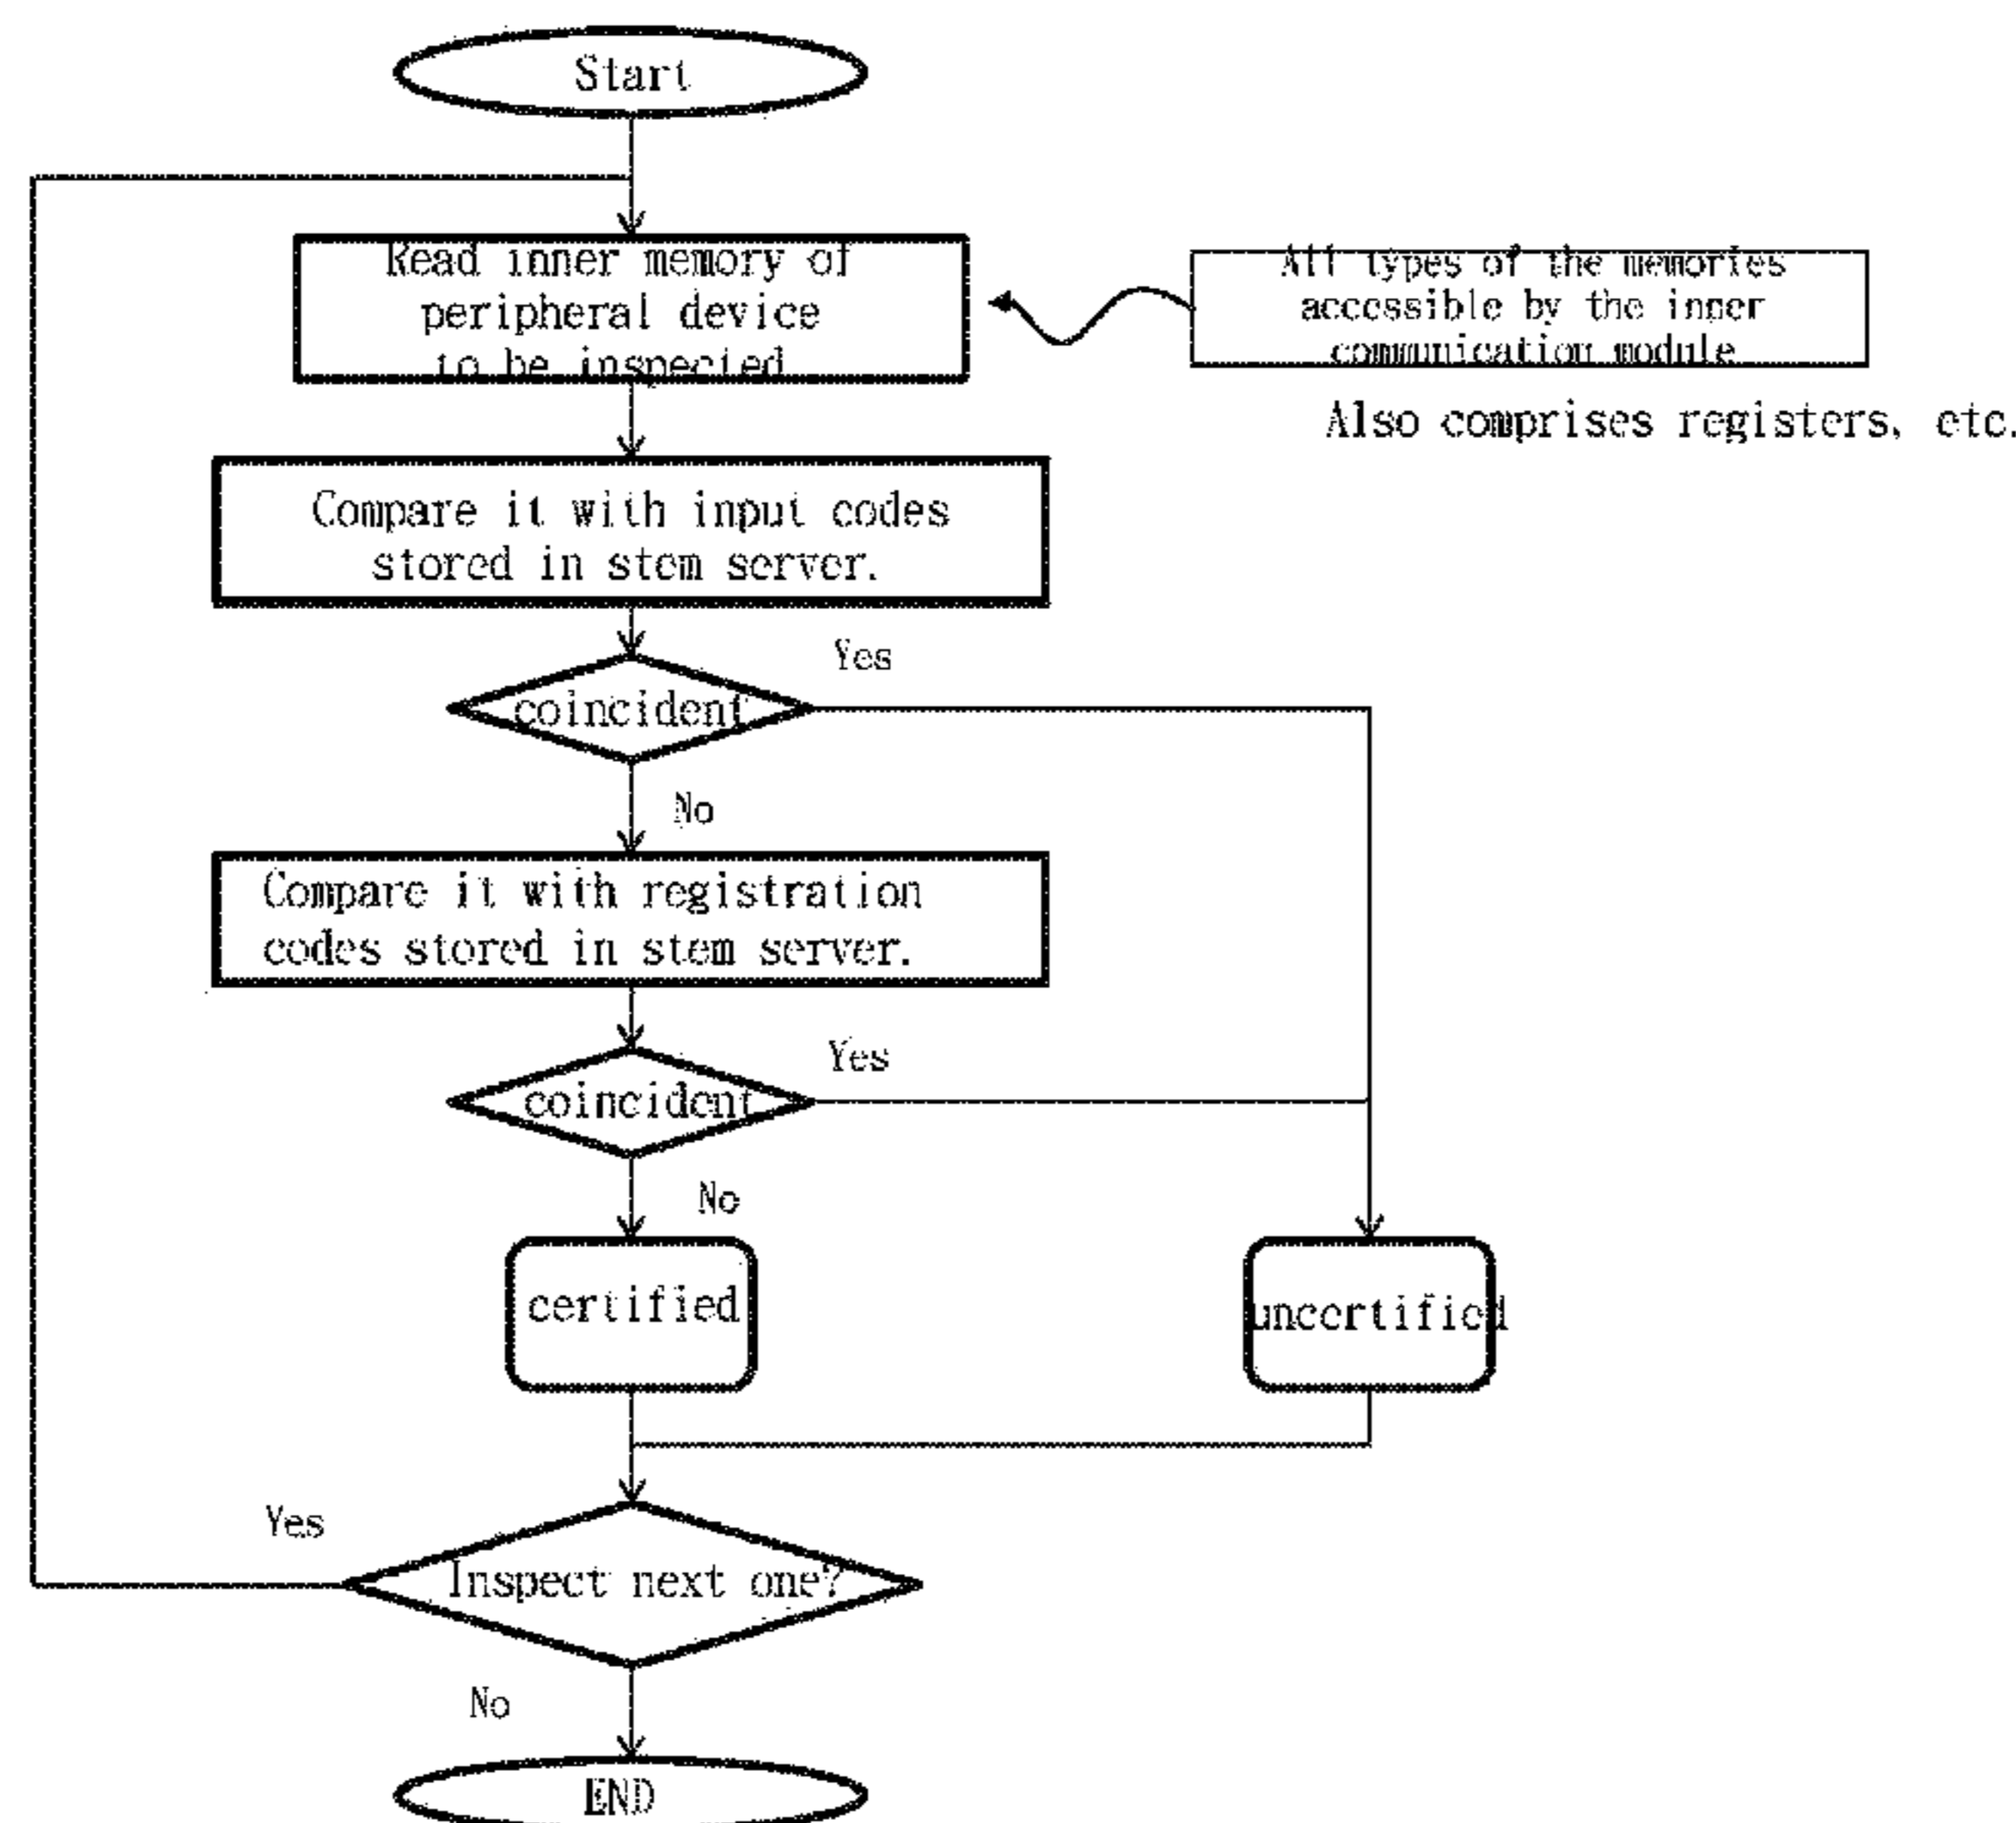 Start
Read inner memory of
peripheral device
to be inspected
All types of the memories
accessible by the inner
communication module
Also comprises registers, etc.
Compare it with input codes
stored in stem server.
Yes
coincident
No
Compare it with registration
codes stored in stem server.
Yes
coincident
No
certified
uncertified
Yes
Inspect next one?
No
END